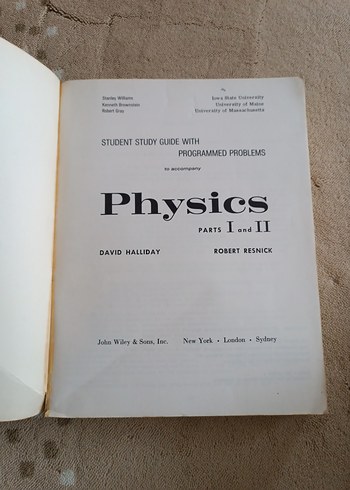 Stanley Williams Iowa State University
Kenneth Brownstein University of Maine
Robert Gray University of Massachusetts
STUDENT STUDY GUIDE WITH
PROGRAMMED PROBLEMS
to accompany
Physics
PARTS I and II
DAVID HALLIDAY ROBERT RESNICK
John Wiley & Sons, Inc. New York • London • Sydney